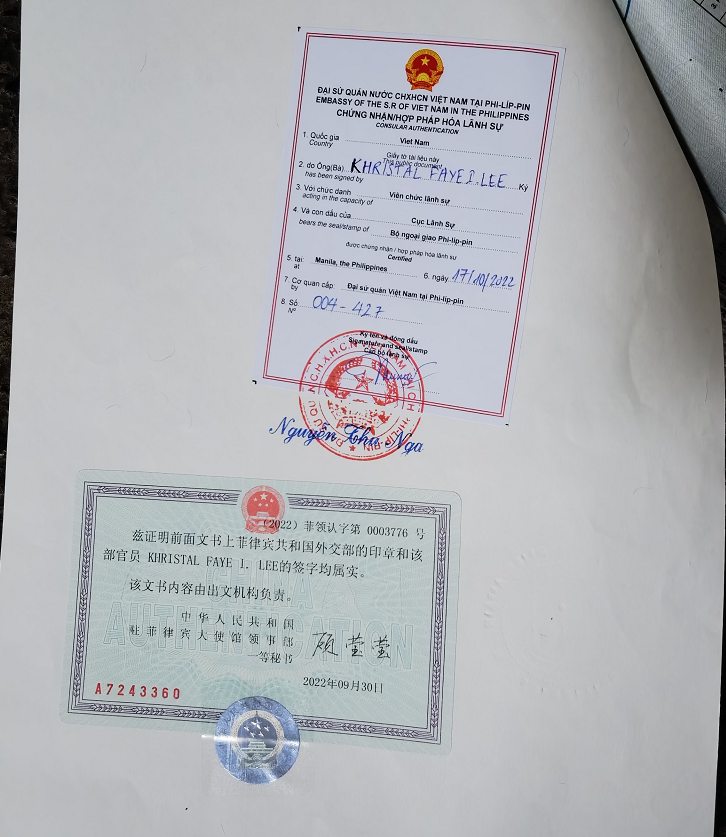 ĐẠI SỨ QUÁN NƯỚC CHXHCN VIỆT NAM TẠI PHI-LÍP-PIN
EMBASSY OF THE S.R OF VIET NAM IN THE PHILIPPINES
CHỨNG NHẬN/HỢP PHÁP HÓA LÃNH SỰ
CONSULAR AUTHENTICATION
1. Quốc gia Viet Nam
Country
Giấy tờ tài liệu này
This public document
2. do Ông(Bà) KHRISTAL FAYE I. LEE Ký
has been signed by
3. Với chức danh Viên chức lãnh sự
acting in the capacity of
4. Và con dấu của Cục Lãnh Sự
bears the seal/stamp of Bộ ngoại giao Phi-lip-pin
được chứng nhận / hợp pháp hóa lãnh sự
Certified
5. tại: Manila, the Philippines 6. ngày 17/10/2022
at
7. Cơ quan cấp: Đại sứ quán Việt Nam tại Phi-lip-pin
by
8. Số 004-427
Nº
Ký tên và đóng dấu
Signature and seal/stamp
Cán bộ lãnh sự
Nguyễn Thu Nga
(2022) 菲领认字第 0003776 号
兹证明前面文书上菲律宾共和国外交部的印章和该
部官员 KHRISTAL FAYE I. LEE的签字均属实。
该文书内容由出文机构负责。
CHINA
AUTHENTICATION
中华人民共和国
驻菲律宾大使馆领事部
一等秘书 顾莹莹
2022年09月30日
A7243360